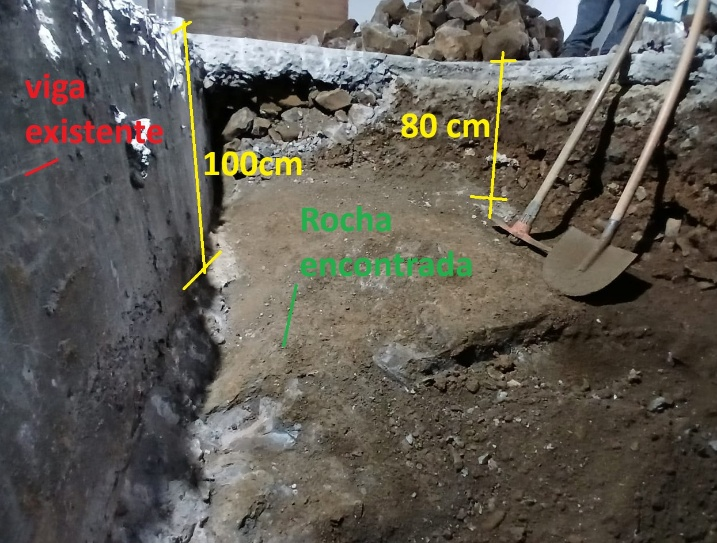 viga
existente
100cm
80 cm
Rocha
encontrada